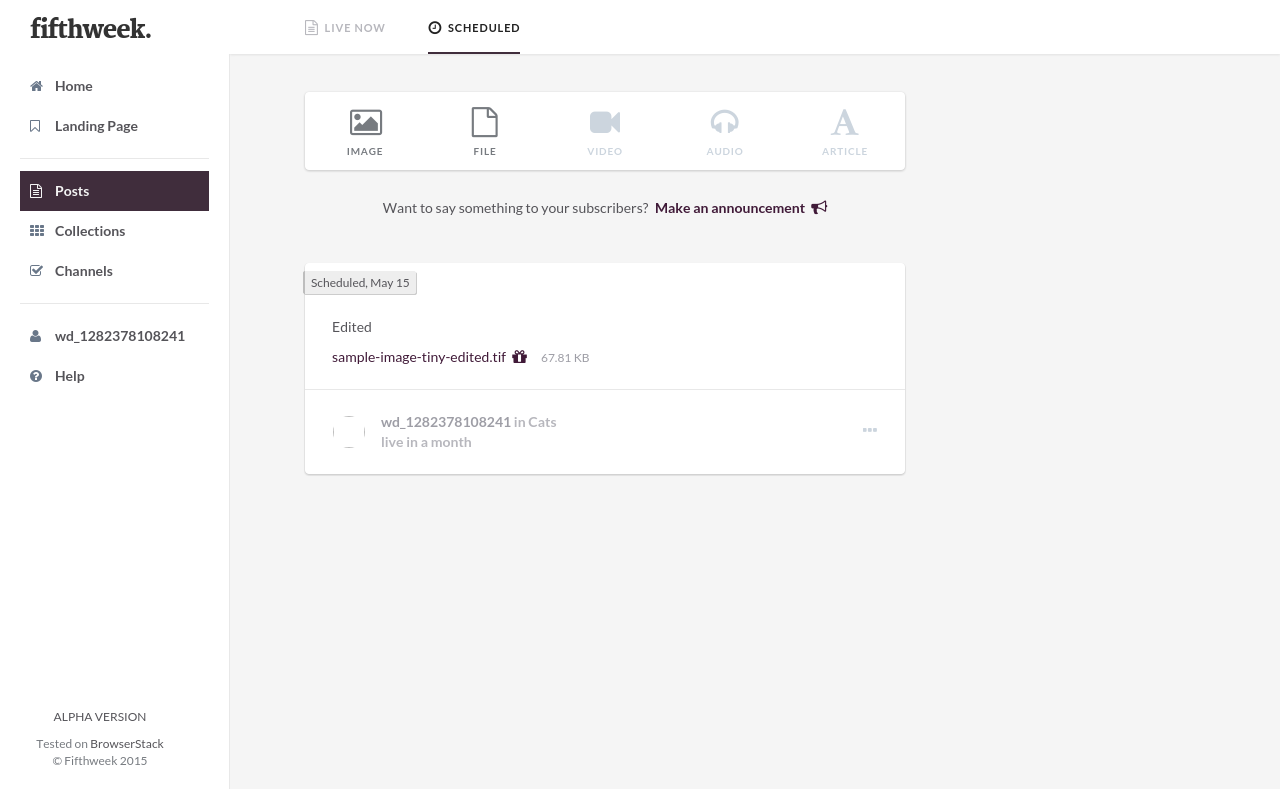 fifthweek.
LIVE NOW
SCHEDULED
Home
Landing Page
Posts
Collections
Channels
wd_1282378108241
Help
IMAGE
FILE
VIDEO
AUDIO
ARTICLE
Want to say something to your subscribers? Make an announcement
Scheduled, May 15
Edited
sample-image-tiny-edited.tif 67.81 KB
wd_1282378108241 in Cats
live in a month
ALPHA VERSION
Tested on BrowserStack
© Fifthweek 2015